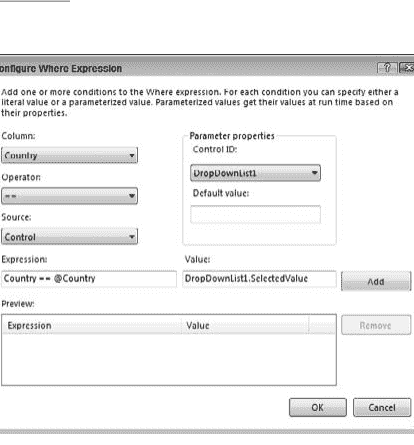 onfigure Where Expression
Add one or more conditions to the Where expression. For each condition you can specify either a
literal value or a parameterized value. Parameterized values get their values at run time based on
their properties.
Column:
Country
Operator:
==
Source:
Control
Parameter properties
Control ID:
DropDownList1
Default value:
Expression:
Country == @Country
Value:
DropDownList1.SelectedValue
Add
Preview:
Expression Value
Remove
OK Cancel